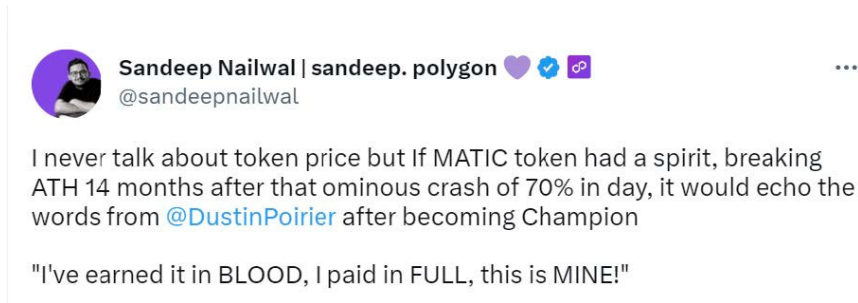 Sandeep Nailwal | sandeep. polygon 💜
@sandeepnailwal
I never talk about token price but If MATIC token had a spirit, breaking
ATH 14 months after that ominous crash of 70% in day, it would echo the
words from @DustinPoirier after becoming Champion
"I've earned it in BLOOD, I paid in FULL, this is MINE!"